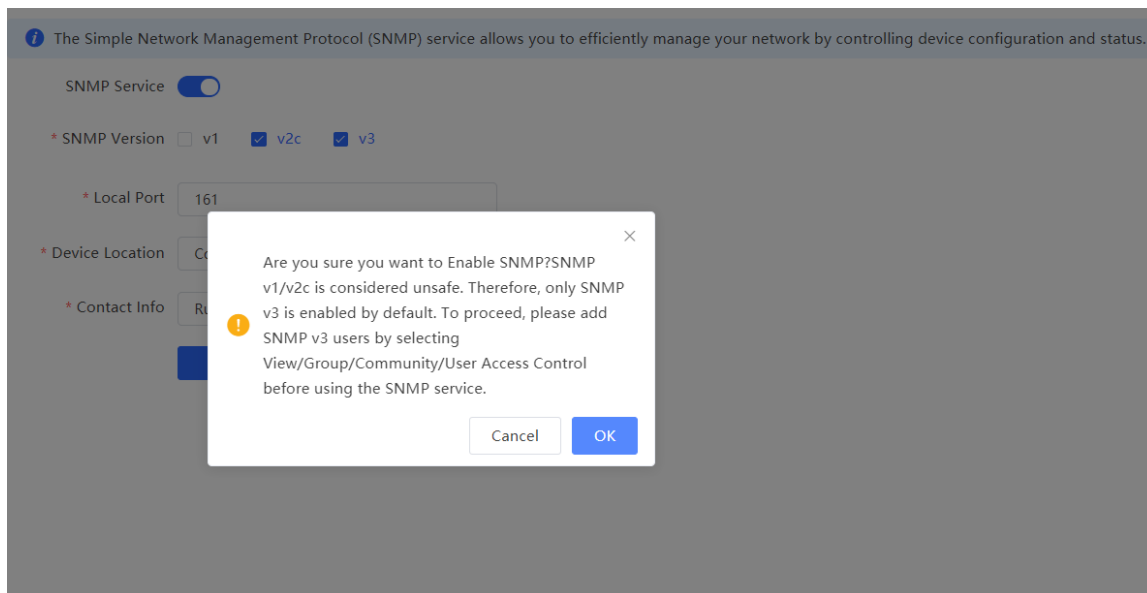 The Simple Network Management Protocol (SNMP) service allows you to efficiently manage your network by controlling device configuration and status.
SNMP Service
* SNMP Version v1 v2c v3
* Local Port 161
* Device Location
* Contact Info
Are you sure you want to Enable SNMP?SNMP
v1/v2c is considered unsafe. Therefore, only SNMP
v3 is enabled by default. To proceed, please add
SNMP v3 users by selecting
View/Group/Community/User Access Control
before using the SNMP service.
Cancel OK